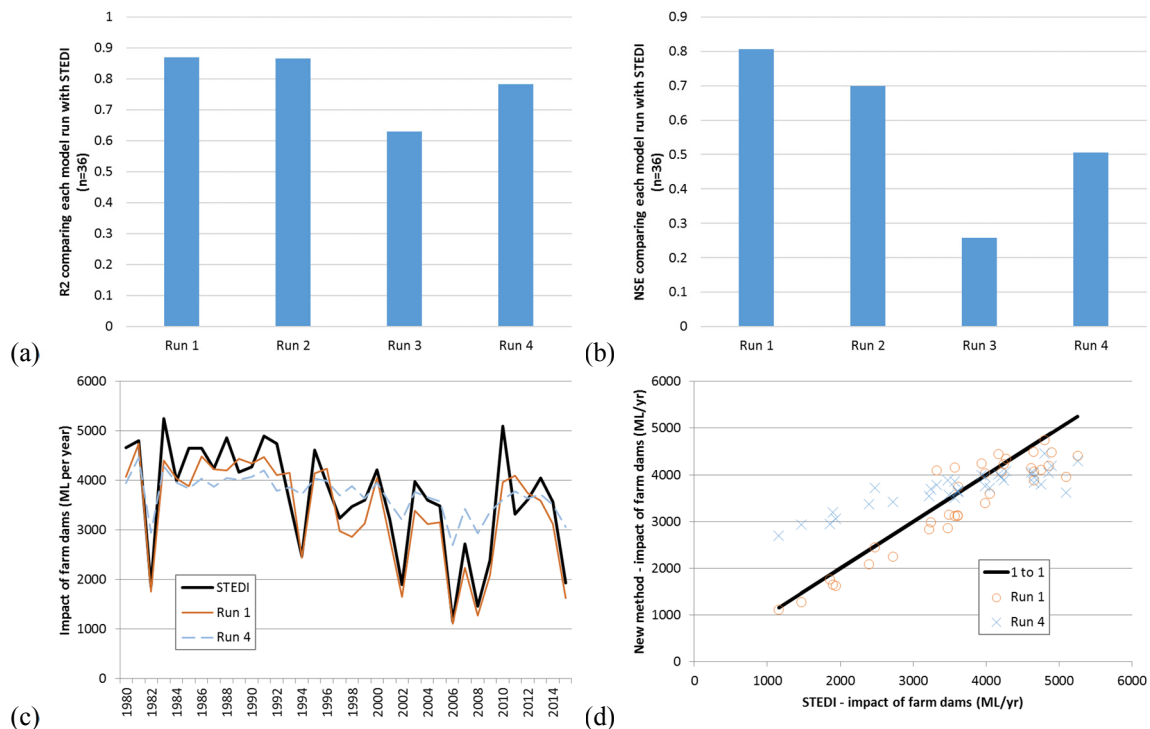 R2 comparing each model run with STEDI
(n=36)
1
0.9
0.8
0.7
0.6
0.5
0.4
0.3
0.2
0.1
0
Run 1 Run 2 Run 3 Run 4
(a)
NSE comparing each model run with STEDI
(n=36)
0.9
0.8
0.7
0.6
0.5
0.4
0.3
0.2
0.1
0
Run 1 Run 2 Run 3 Run 4
(b)
Impact of farm dams (ML per year)
6000
5000
4000
3000
2000
1000
0
STEDI
Run 1
Run 4
1980 1982 1984 1986 1988 1990 1992 1994 1996 1998 2000 2002 2004 2006 2008 2010 2012 2014
(c)
New method - impact of farm dams (ML/yr)
6000
5000
4000
3000
2000
1000
0
1 to 1
Run 1
Run 4
0 1000 2000 3000 4000 5000 6000
STEDI - impact of farm dams (ML/yr)
(d)